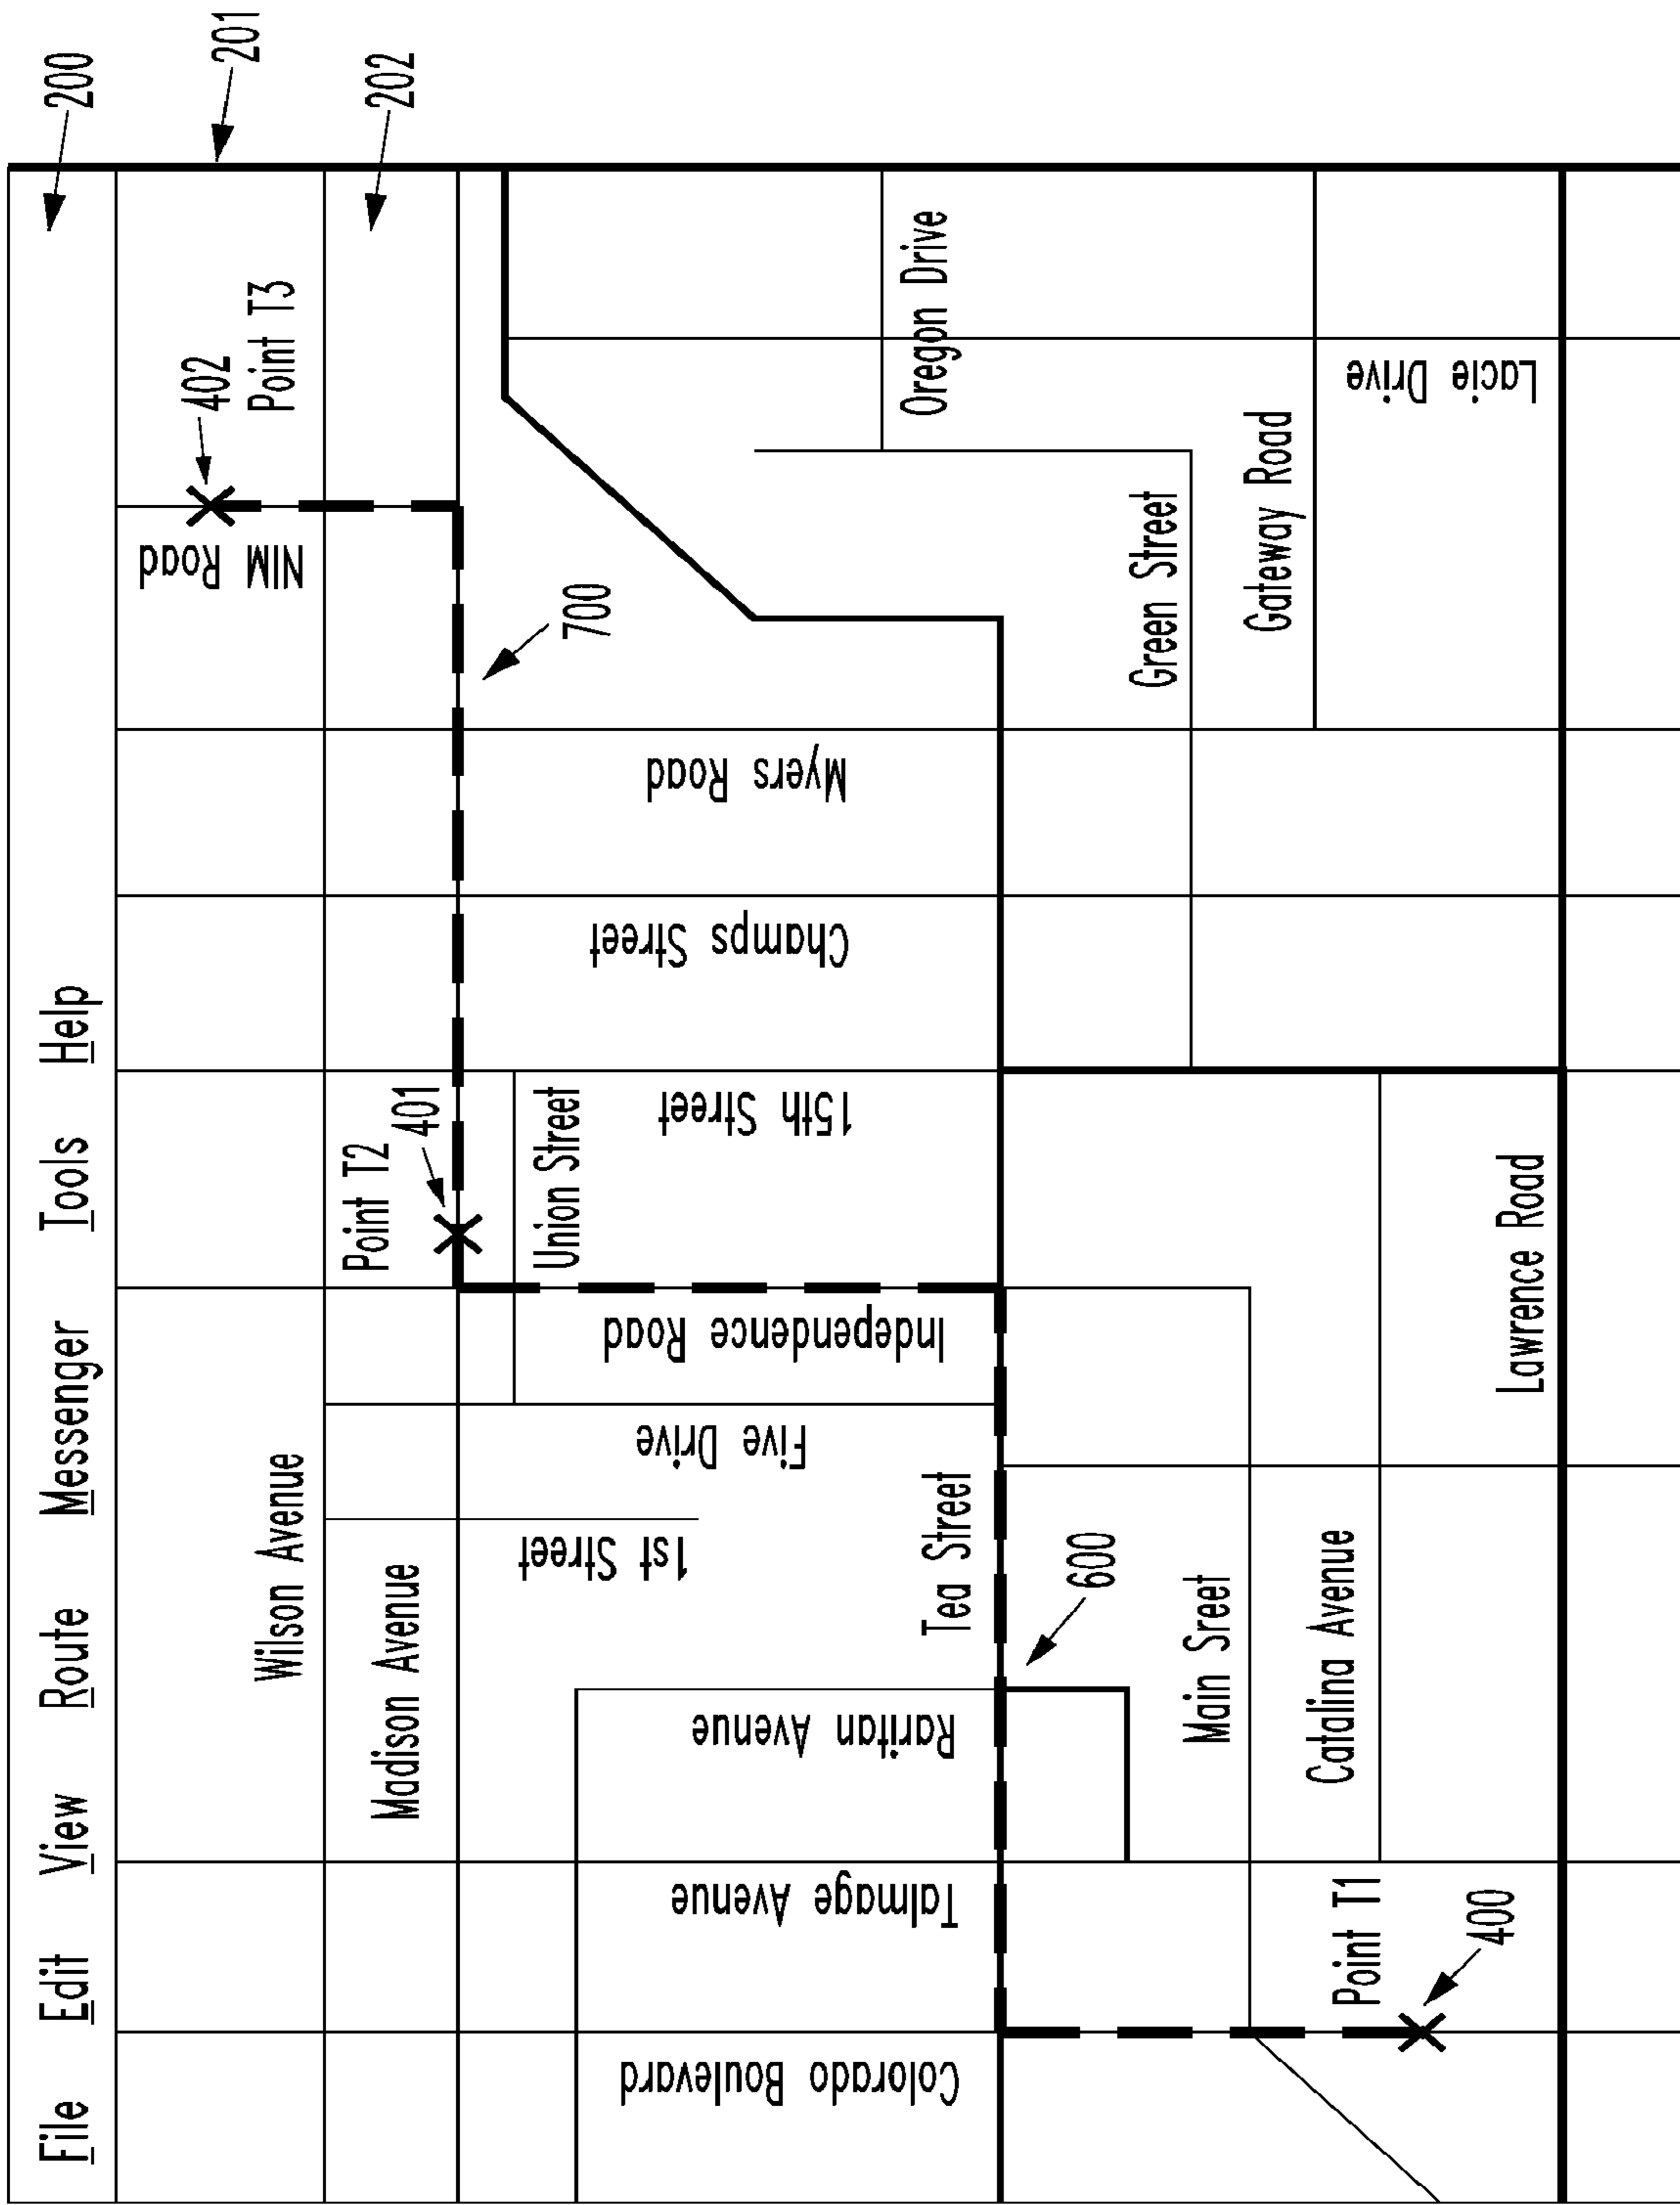 File Edit View Route Messenger Tools Help
200
201
Wilson Avenue
NIM Road
402
Point T3
202
Madison Avenue
Point T2
401
700
Union Street
1st Street
Five Drive
Independence Road
15th Street
Champs Street
Myers Road
Colorado Boulevard
Talmage Avenue
Raritan Avenue
Tea Street
Oregon Drive
600
Green Street
Main Sreet
Gateway Road
Point T1
Catalina Avenue
Lacie Drive
400
Lawrence Road